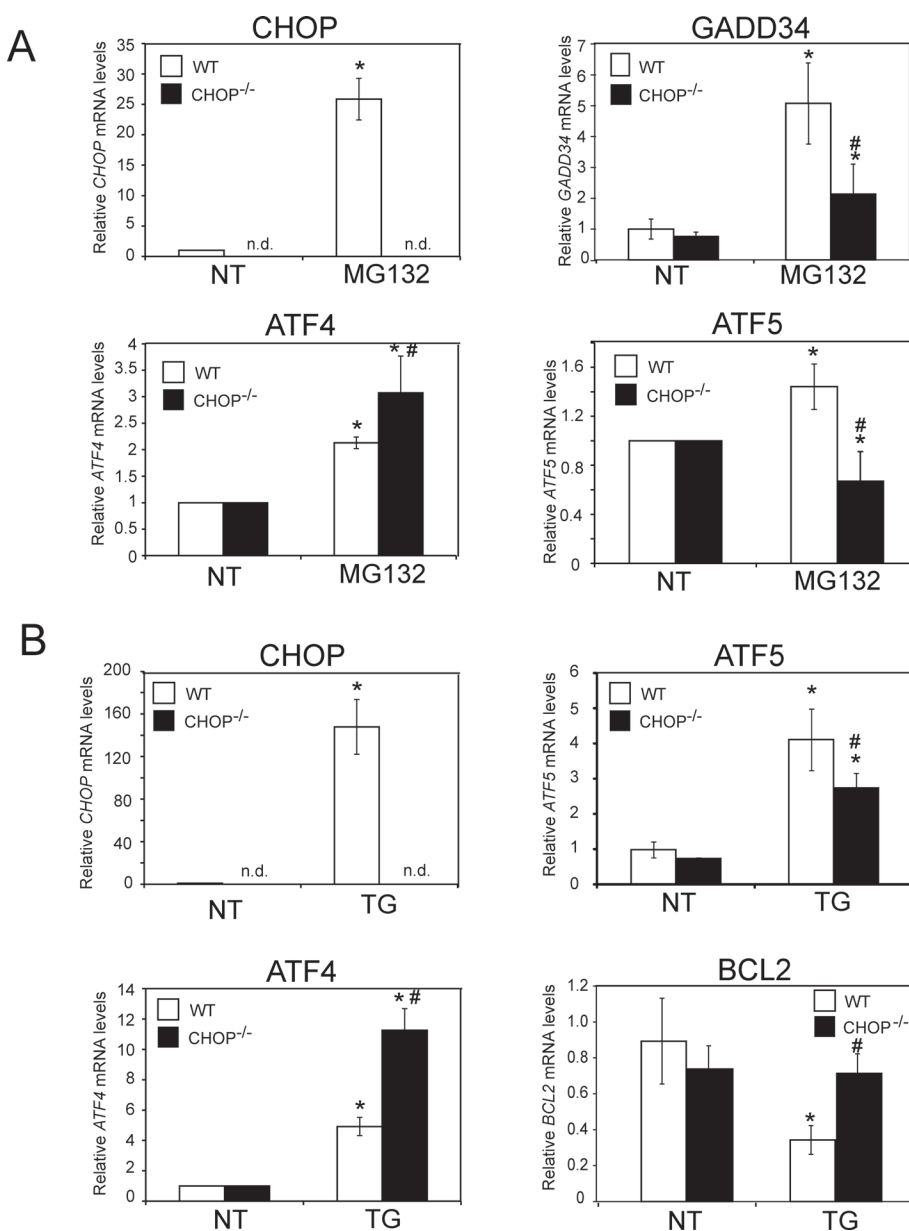 A
CHOP
Relative CHOP mRNA levels
35
30
25
20
15
10
5
0
WT
CHOP-/-
*
n.d.
n.d.
NT
MG132
GADD34
Relative GADD34 mRNA levels
7
6
5
4
3
2
1
0
WT
CHOP-/-
*
#
*
NT
MG132
ATF4
Relative ATF4 mRNA levels
4
3.5
3
2.5
2
1.5
1
0.5
0
WT
CHOP-/-
*
* #
NT
MG132
ATF5
Relative ATF5 mRNA levels
1.6
1.2
0.8
0.4
0
WT
CHOP-/-
*
#
*
NT
MG132
B
CHOP
Relative CHOP mRNA levels
200
160
120
80
40
0
WT
CHOP-/-
*
n.d.
n.d.
NT
TG
ATF5
Relative ATF5 mRNA levels
6
5
4
3
2
1
0
WT
CHOP-/-
*
#
*
NT
TG
ATF4
Relative ATF4 mRNA levels
14
12
10
8
6
4
2
0
WT
CHOP-/-
*
* #
NT
TG
BCL2
Relative BCL2 mRNA levels
1.2
1.0
0.8
0.6
0.4
0.2
0
WT
CHOP-/-
*
#
NT
TG